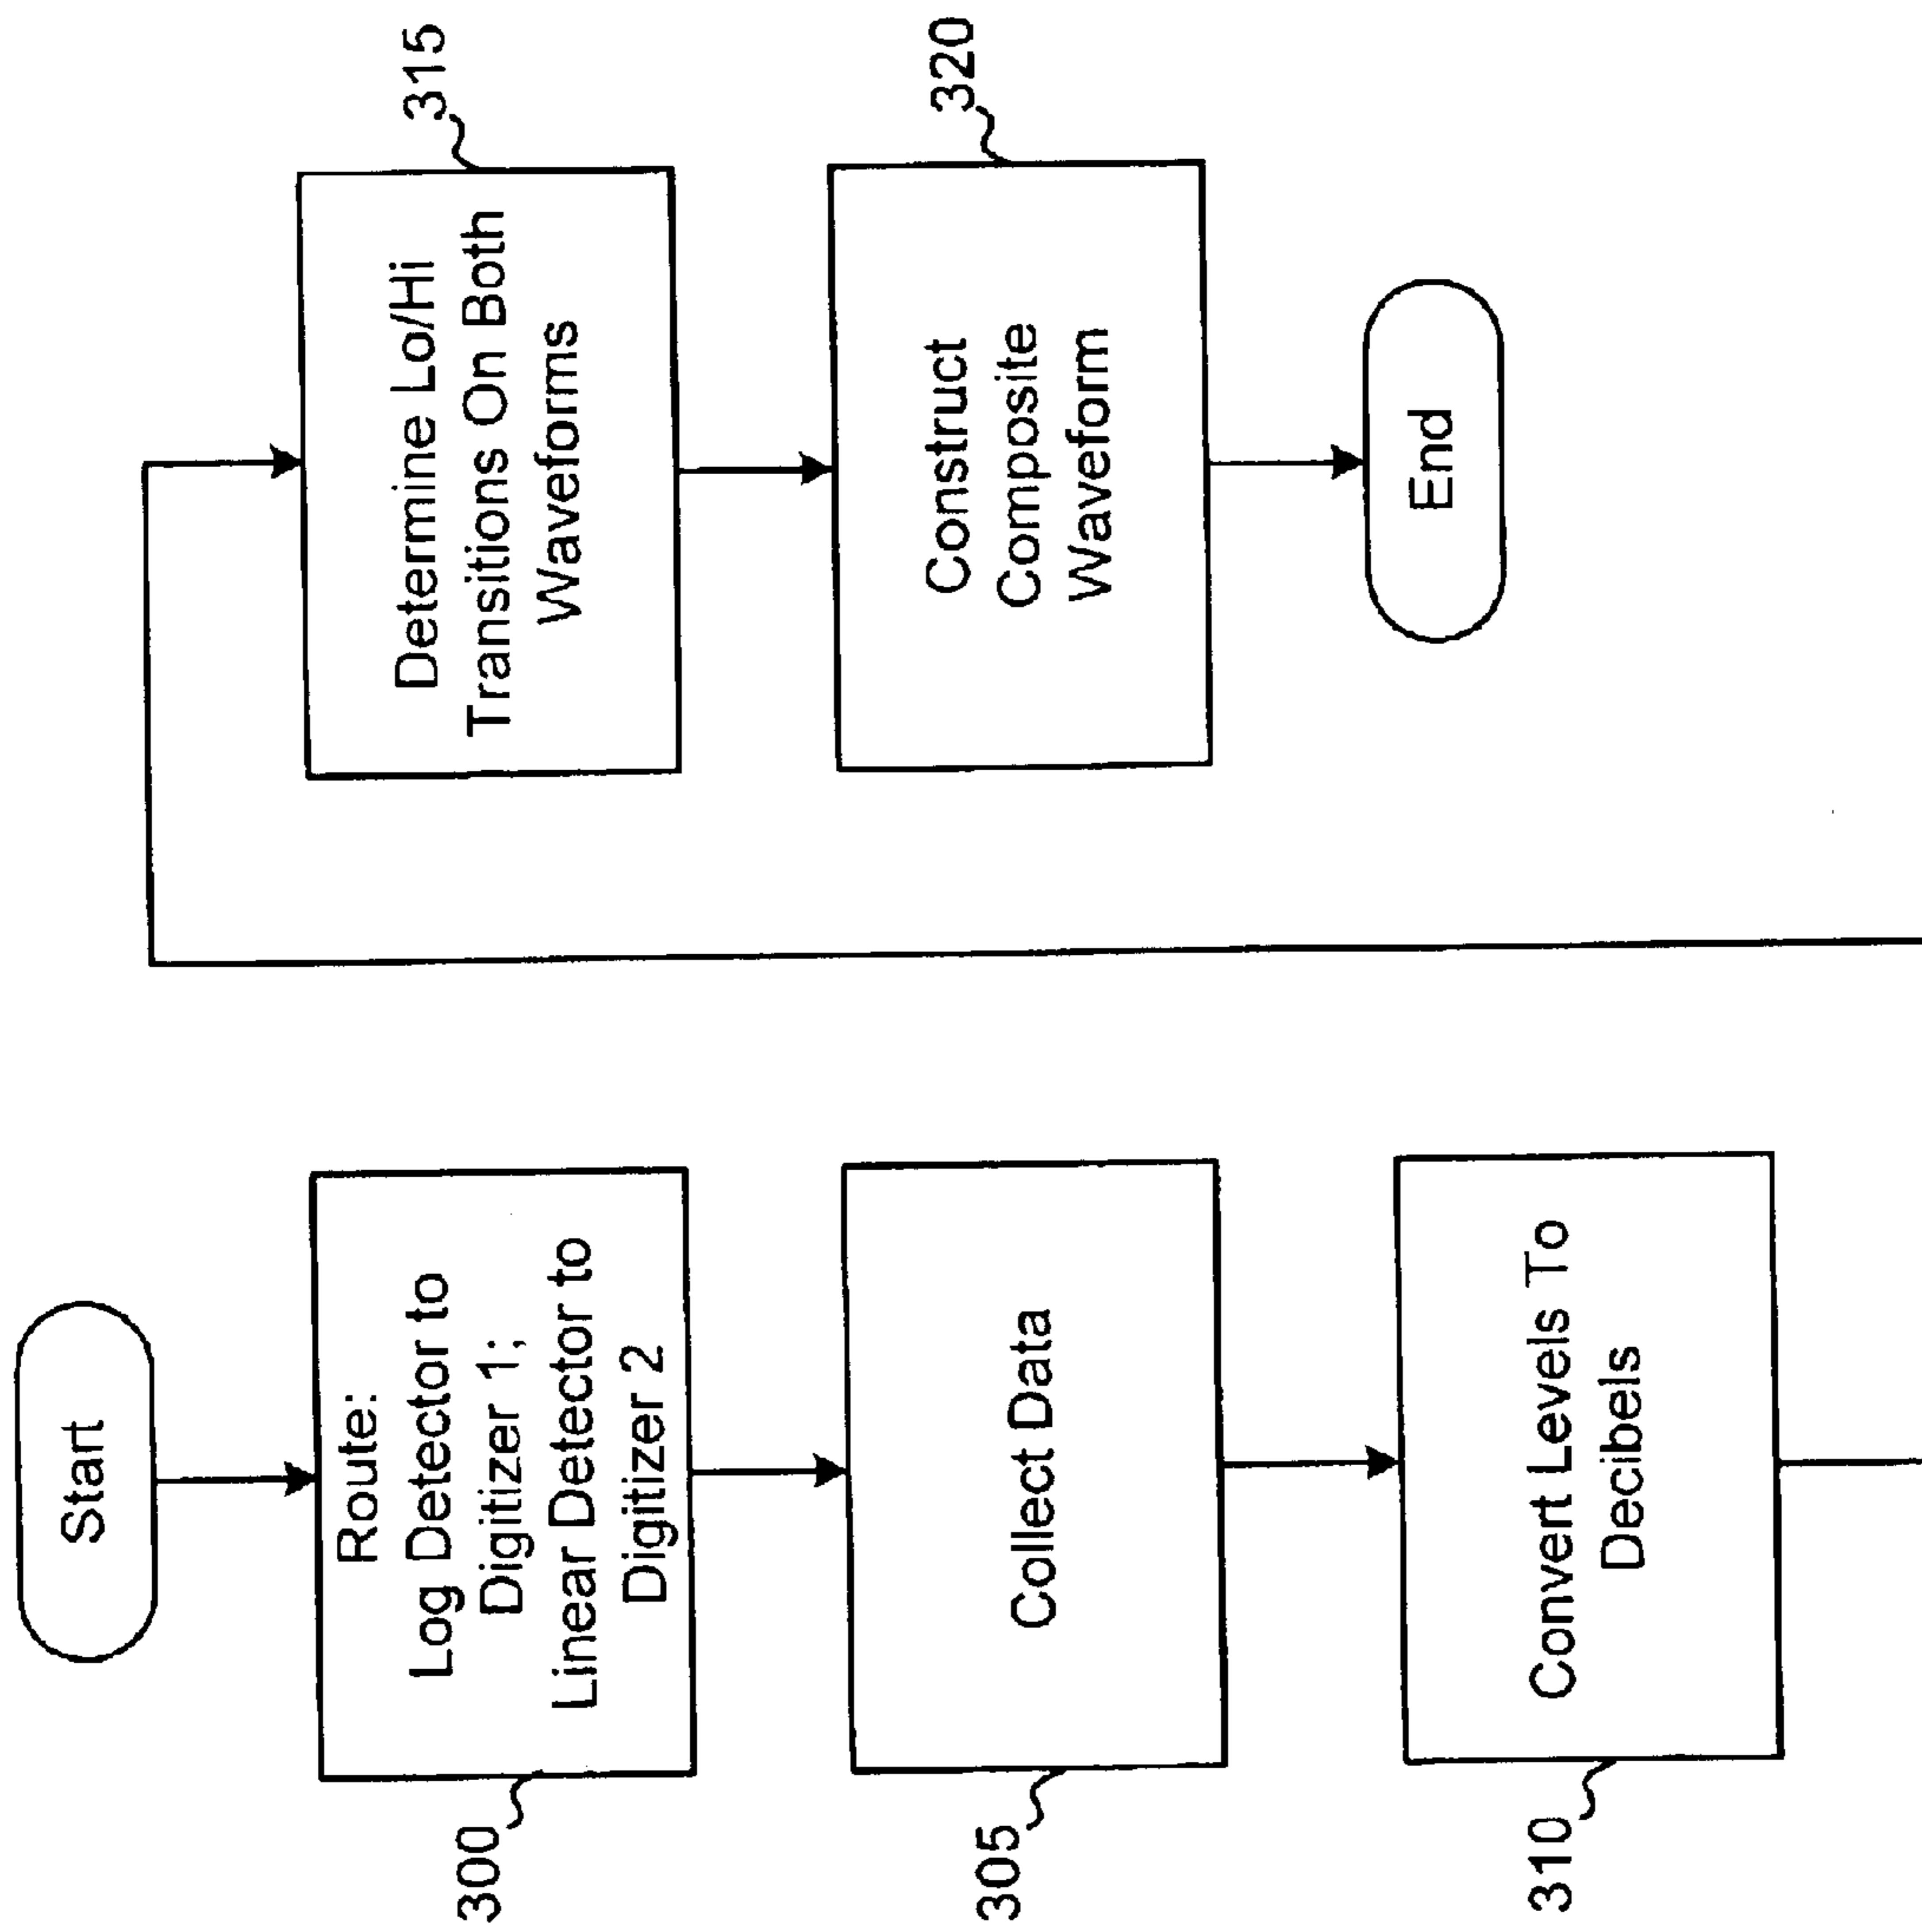 Start
300
Route:
Log Detector to
Digitizer 1;
Linear Detector to
Digitizer 2
305
Collect Data
310
Convert Levels To
Decibels
315
Determine Lo/Hi
Transitions On Both
Waveforms
320
Construct
Composite
Waveform
End